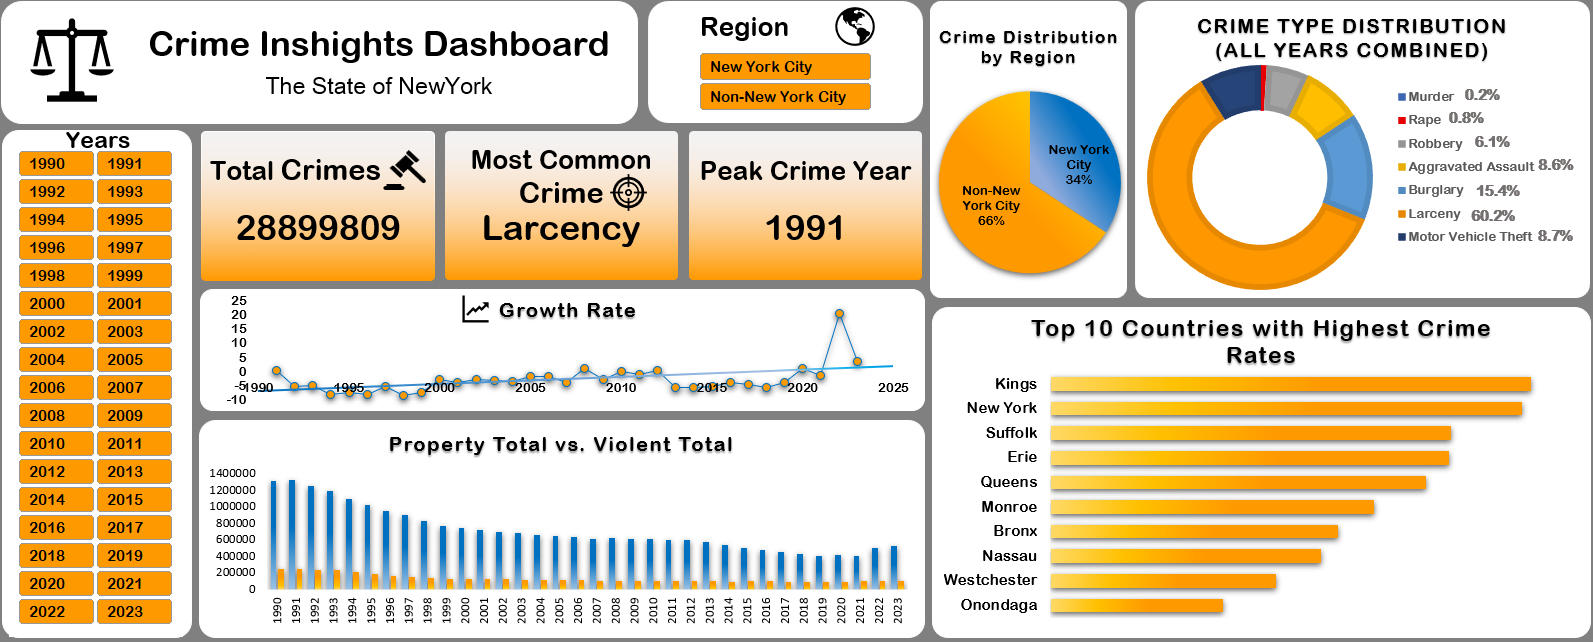 Crime Inshights Dashboard
The State of NewYork
Region
New York City
Non-New York City
Years
1990 1991
1992 1993
1994 1995
1996 1997
1998 1999
2000 2001
2002 2003
2004 2005
2006 2007
2008 2009
2010 2011
2012 2013
2014 2015
2016 2017
2018 2019
2020 2021
2022 2023
Total Crimes
28899809
Most Common
Crime
Larcency
Peak Crime Year
1991
Crime Distribution
by Region
New York
City
34%
Non-New
York City
66%
CRIME TYPE DISTRIBUTION
(ALL YEARS COMBINED)
Murder 0.2%
Rape 0.8%
Robbery 6.1%
Aggravated Assault 8.6%
Burglary 15.4%
Larceny 60.2%
Motor Vehicle Theft 8.7%
Growth Rate
25
20
15
10
5
0
-5
-10
1990 1995 2000 2005 2010 2015 2020 2025
Property Total vs. Violent Total
1400000
1200000
1000000
800000
600000
400000
200000
0
1990 1991 1992 1993 1994 1995 1996 1997 1998 1999 2000 2001 2002 2003 2004 2005 2006 2007 2008 2009 2010 2011 2012 2013 2014 2015 2016 2017 2018 2019 2020 2021 2022 2023
Top 10 Countries with Highest Crime
Rates
Kings
New York
Suffolk
Erie
Queens
Monroe
Bronx
Nassau
Westchester
Onondaga